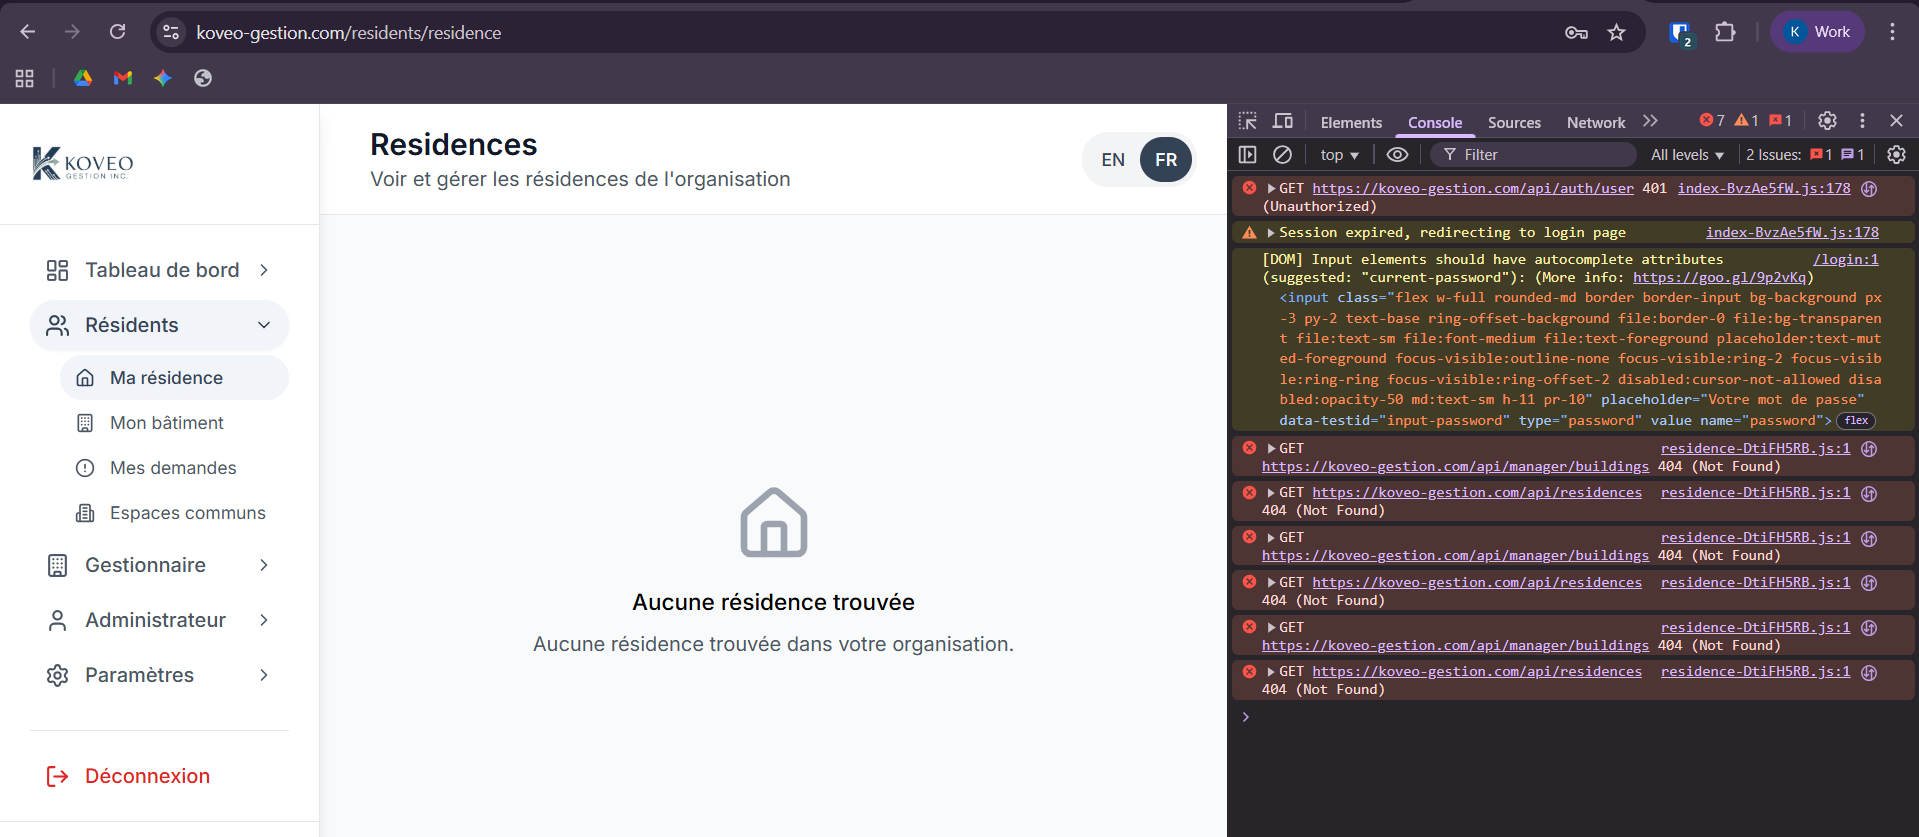 koveo-gestion.com/residents/residence
2
K Work
KOVEO
GESTION INC.
Tableau de bord
Résidents
Ma résidence
Mon bâtiment
Mes demandes
Espaces communs
Gestionnaire
Administrateur
Paramètres
Déconnexion
Residences
Voir et gérer les résidences de l'organisation
EN FR
Aucune résidence trouvée
Aucune résidence trouvée dans votre organisation.
Elements Console Sources Network 7 1 1
top Filter All levels 2 Issues: 1 1
GET https://koveo-gestion.com/api/auth/user 401 index-BvzAe5fW.js:178
(Unauthorized)
Session expired, redirecting to login page index-BvzAe5fW.js:178
[DOM] Input elements should have autocomplete attributes /login:1
(suggested: "current-password"): (More info: https://goo.gl/9p2vKq)
<input class="flex w-full rounded-md border border-input bg-background px
-3 py-2 text-base ring-offset-background file:border-0 file:bg-transparen
t file:text-sm file:font-medium file:text-foreground placeholder:text-mut
ed-foreground focus-visible:outline-none focus-visible:ring-2 focus-visib
le:ring-ring focus-visible:ring-offset-2 disabled:cursor-not-allowed disa
bled:opacity-50 md:text-sm h-11 pr-10" placeholder="Votre mot de passe"
data-testid="input-password" type="password" value name="password"> flex
GET residence-DtiFH5RB.js:1
https://koveo-gestion.com/api/manager/buildings 404 (Not Found)
GET https://koveo-gestion.com/api/residences residence-DtiFH5RB.js:1
404 (Not Found)
GET residence-DtiFH5RB.js:1
https://koveo-gestion.com/api/manager/buildings 404 (Not Found)
GET https://koveo-gestion.com/api/residences residence-DtiFH5RB.js:1
404 (Not Found)
GET residence-DtiFH5RB.js:1
https://koveo-gestion.com/api/manager/buildings 404 (Not Found)
GET https://koveo-gestion.com/api/residences residence-DtiFH5RB.js:1
404 (Not Found)